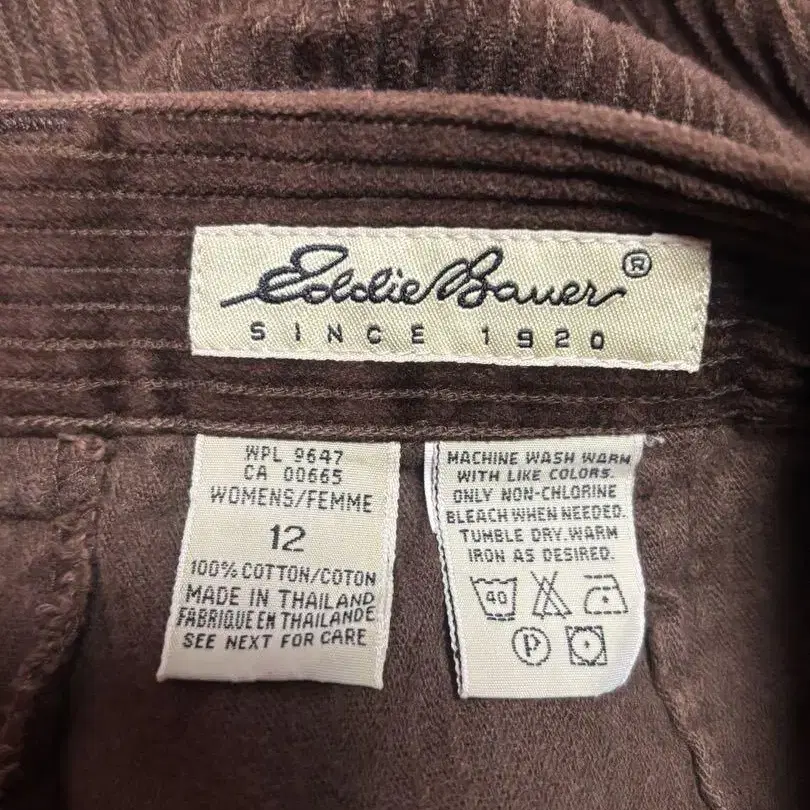 Eddie Bauer®
SINCE 1920
WPL 9647
CA 00665
WOMENS/FEMME
12
100% COTTON/COTON
MADE IN THAILAND
FABRIQUE EN THAILANDE
SEE NEXT FOR CARE
MACHINE WASH WARM
WITH LIKE COLORS.
ONLY NON-CHLORINE
BLEACH WHEN NEEDED.
TUMBLE DRY.WARM
IRON AS DESIRED.
40
P